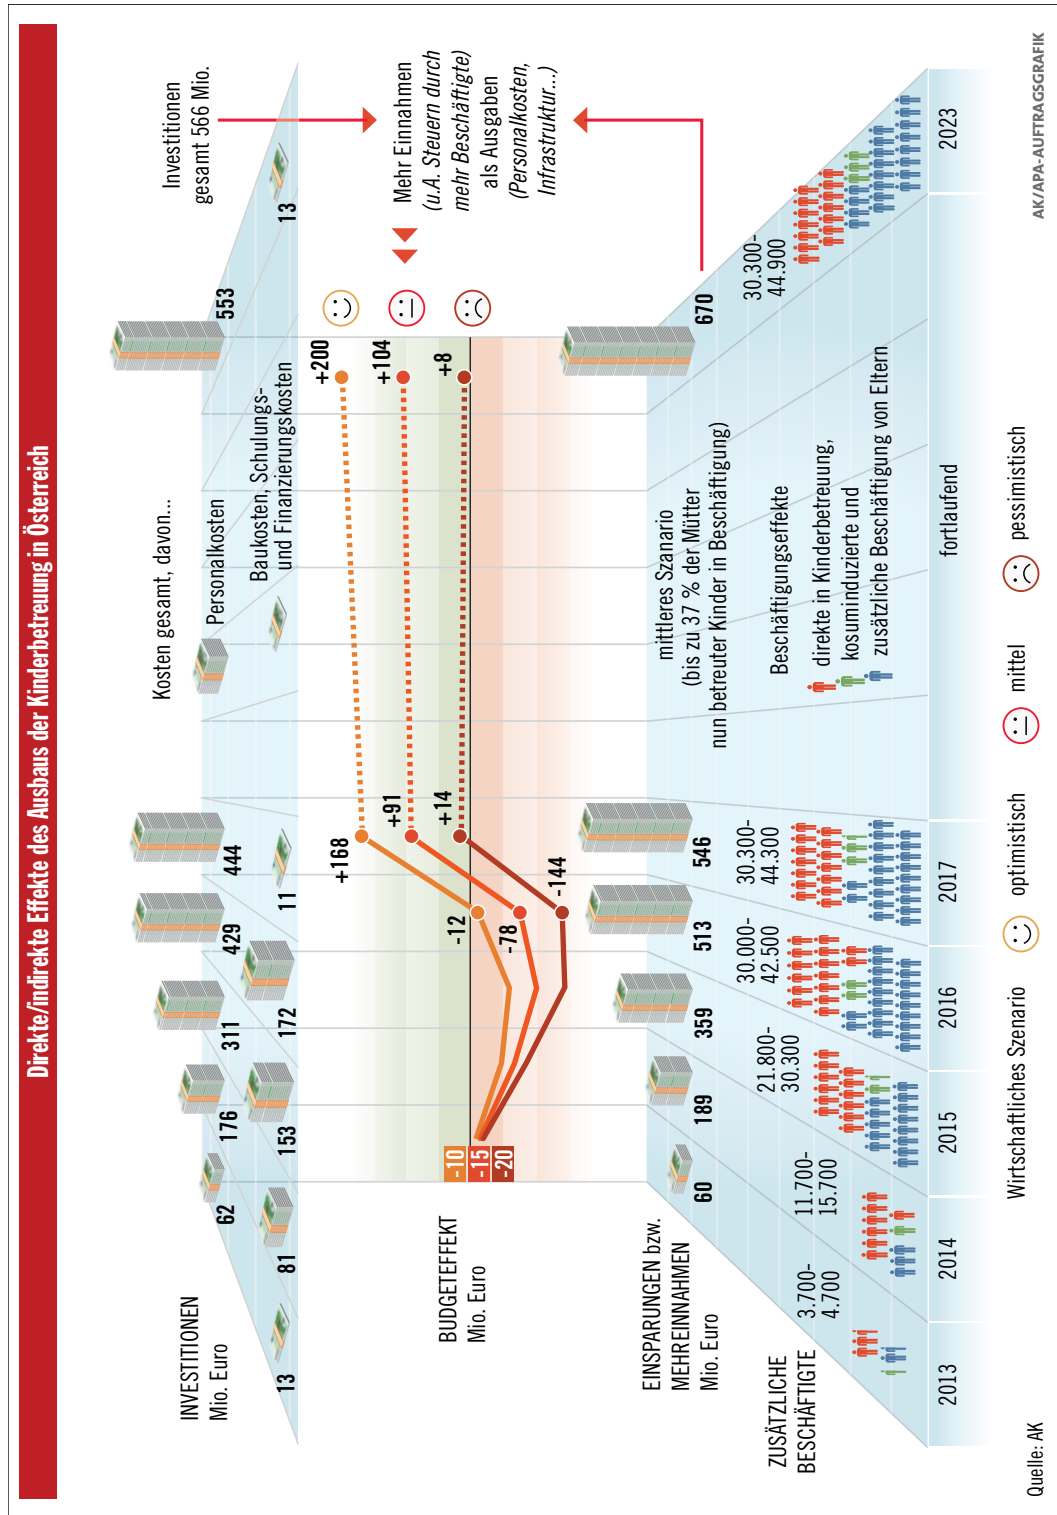 Direkte/indirekte Effekte des Ausbaus der Kinderbetreuung in Österreich
INVESTITIONEN
Mio. Euro
Kosten gesamt, davon...
Personalkosten
Baukosten, Schulungs-
und Finanzierungskosten
Investitionen
gesamt 566 Mio.
62
176
311
429
444
553
13
81
153
172
11
13
BUDGETEFFEKT
Mio. Euro
-10
-15
-20
-12
-78
-144
+168
+91
+14
+200
+104
+8
Mehr Einnahmen
(u.A. Steuern durch
mehr Beschäftigte)
als Ausgaben
(Personalkosten,
Infrastruktur...)
EINSPARUNGEN bzw.
MEHREINNAHMEN
Mio. Euro
60
189
359
513
546
670
mittleres Szanario
(bis zu 37 % der Mütter
nun betreuter Kinder in Beschäftigung)
ZUSÄTZLICHE
BESCHÄFTIGTE
3.700-
4.700
11.700-
15.700
21.800-
30.300
30.000-
42.500
30.300-
44.300
30.300-
44.900
Beschäftigungseffekte
direkte in Kinderbetreuung,
kosuminduzierte und
zusätzliche Beschäftigung von Eltern
2013
2014
2015
2016
2017
fortlaufend
2023
Wirtschaftliches Szenario
optimistisch
mittel
pessimistisch
Quelle: AK
AK/APA-AUFTRAGSGRAFIK